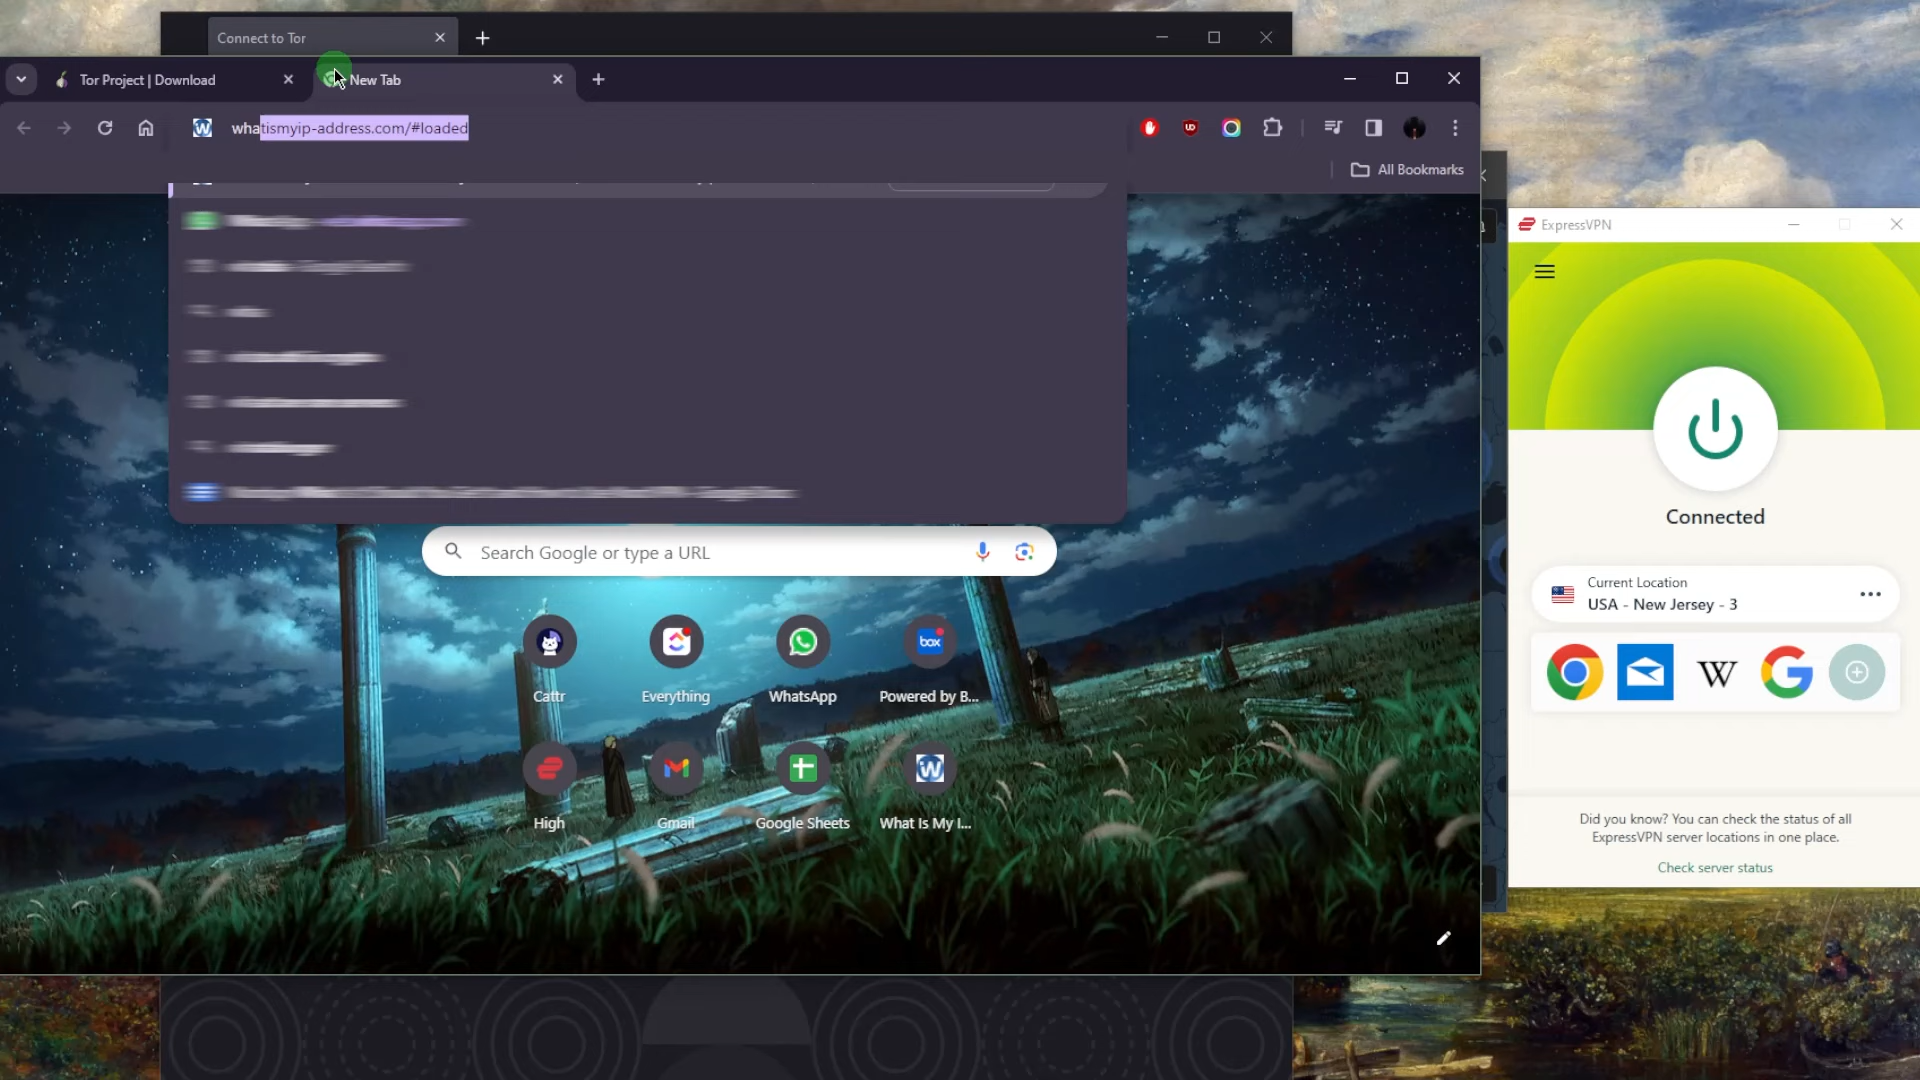 Connect to Tor
Tor Project | Download
New Tab
whatismyip-address.com/#loaded
All Bookmarks
Search Google or type a URL
Cattr
Everything
WhatsApp
Powered by B...
High
Gmail
Google Sheets
What Is My I...
ExpressVPN
Connected
Current Location
USA - New Jersey - 3
Did you know? You can check the status of all
ExpressVPN server locations in one place.
Check server status